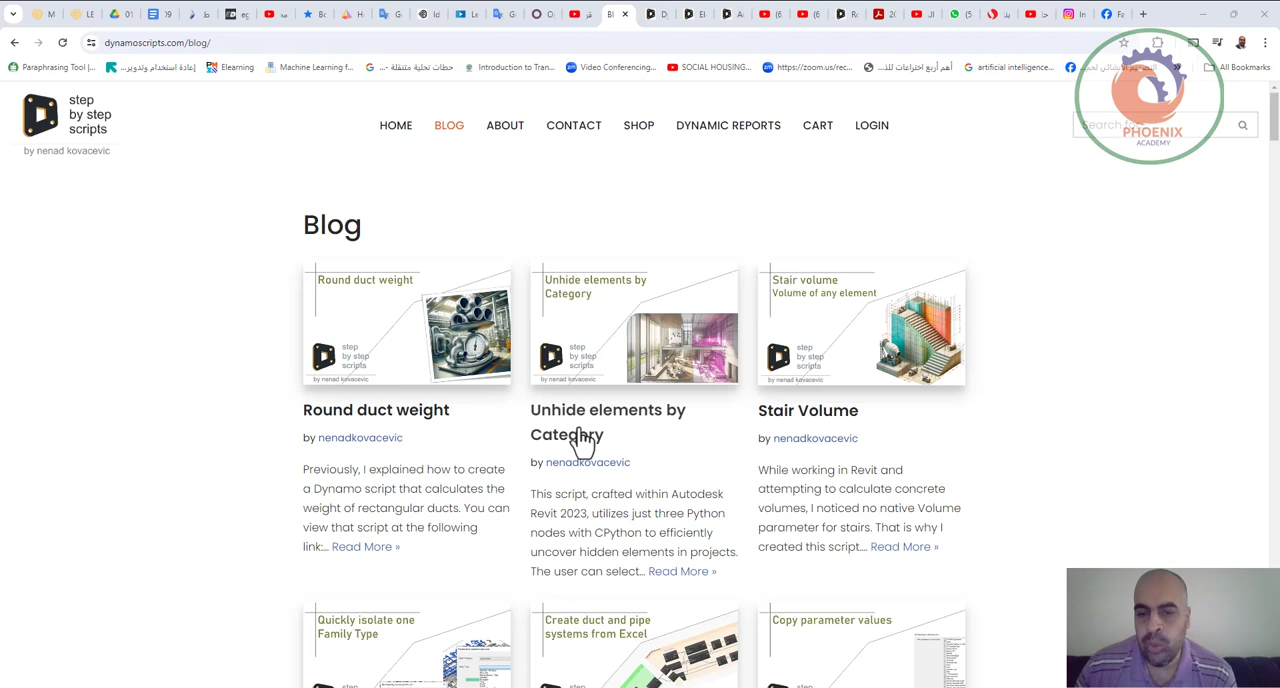 dynamoscripts.com/blog/
Paraphrasing Tool |...
إعادة استخدام وتدوير...
Elearning
Machine Learning f...
Introduction to Tran...
Video Conferencing,...
SOCIAL HOUSING...
https://zoom.us/rec...
أهم أربع اختراعات للذ...
artificial intelligence...
All Bookmarks
step
by step
scripts
by nenad kovacevic
HOME
BLOG
ABOUT
CONTACT
SHOP
DYNAMIC REPORTS
CART
LOGIN
PHOENIX
ACADEMY
Blog
Round duct weight
step
by step
scripts
by nenad kovacevic
Unhide elements by
Category
step
by step
scripts
by nenad kovacevic
Stair volume
Volume of any element
step
by step
scripts
by nenad kovacevic
Round duct weight
by nenadkovacevic
Previously, I explained how to create
a Dynamo script that calculates the
weight of rectangular ducts. You can
view that script at the following
link:... Read More »
Unhide elements by
Category
by nenadkovacevic
This script, crafted within Autodesk
Revit 2023, utilizes just three Python
nodes with CPython to efficiently
uncover hidden elements in projects.
The user can select... Read More »
Stair Volume
by nenadkovacevic
While working in Revit and
attempting to calculate concrete
volumes, I noticed no native Volume
parameter for stairs. That is why I
created this script.... Read More »
Quickly isolate one
Family Type
Create duct and pipe
systems from Excel
Copy parameter values